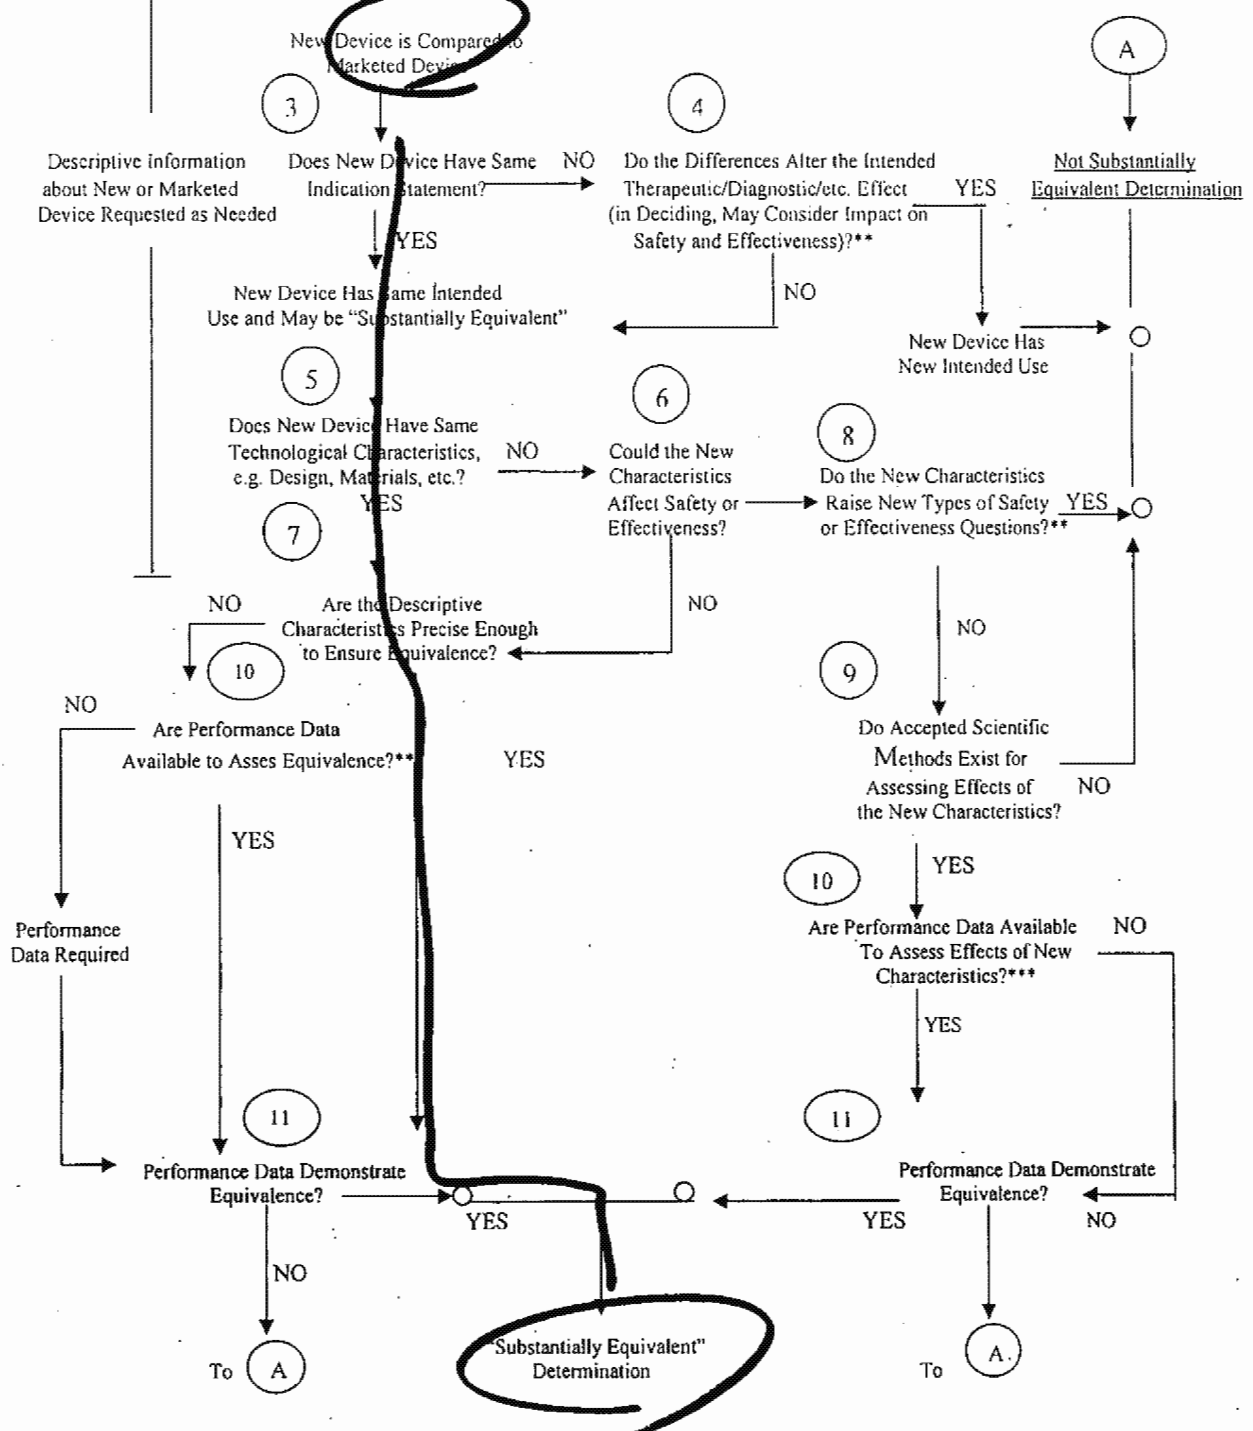 New Device is Compared to
Marketed Device
A
3
4
Descriptive Information
about New or Marketed
Device Requested as Needed
Does New Device Have Same
Indication Statement?
NO
Do the Differences Alter the Intended
Therapeutic/Diagnostic/etc. Effect
(in Deciding, May Consider Impact on
Safety and Effectiveness)?**
YES
Not Substantially
Equivalent Determination
YES
NO
New Device Has Same Intended
Use and May be “Substantially Equivalent”
New Device Has
New Intended Use
5
6
8
Does New Device Have Same
Technological Characteristics,
e.g. Design, Materials, etc.?
NO
Could the New
Characteristics
Affect Safety or
Effectiveness?
Do the New Characteristics
Raise New Types of Safety
or Effectiveness Questions?**
YES
YES
7
NO
Are the Descriptive
Characteristics Precise Enough
to Ensure Equivalence?
NO
NO
10
9
NO
Are Performance Data
Available to Asses Equivalence?**
YES
Do Accepted Scientific
Methods Exist for
Assessing Effects of
the New Characteristics?
NO
YES
YES
10
Performance
Data Required
Are Performance Data Available
To Assess Effects of New
Characteristics?***
NO
YES
11
11
Performance Data Demonstrate
Equivalence?
YES
Performance Data Demonstrate
Equivalence?
YES
NO
NO
"Substantially Equivalent"
Determination
To
A
To
A